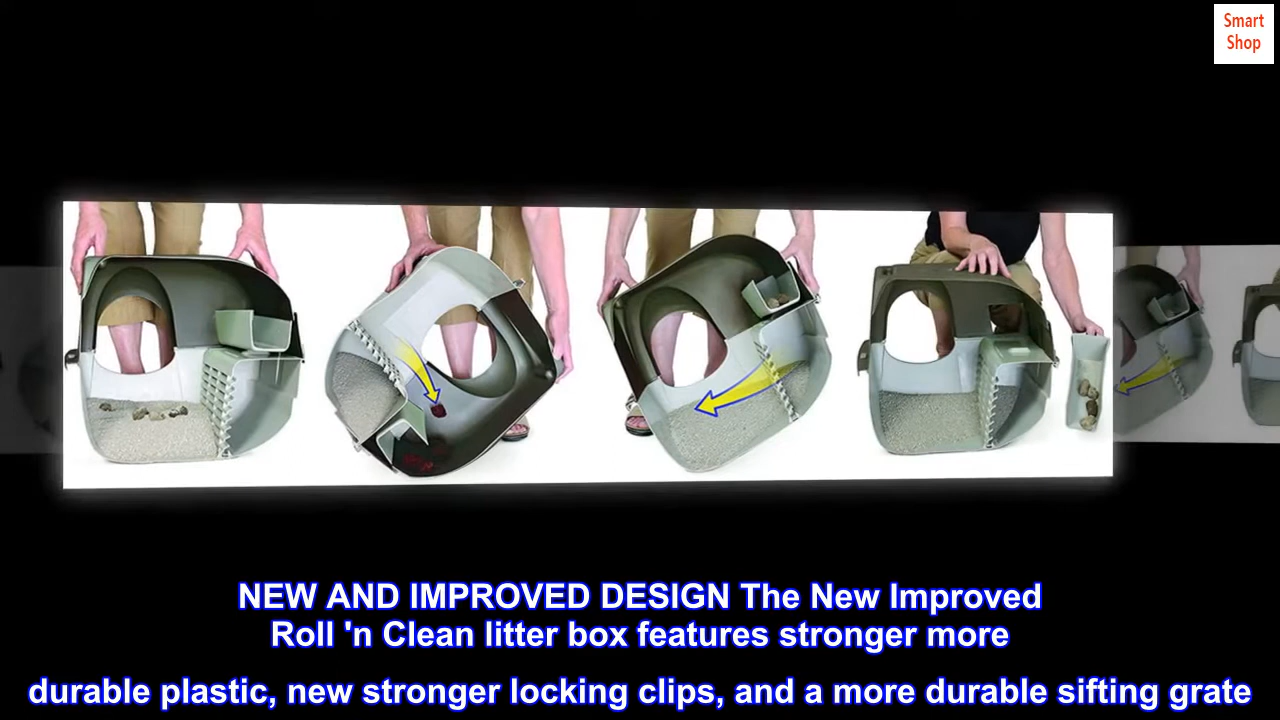 Smart
Shop
NEW AND IMPROVED DESIGN The New Improved
Roll 'n Clean litter box features stronger more
durable plastic, new stronger locking clips, and a more durable sifting grate